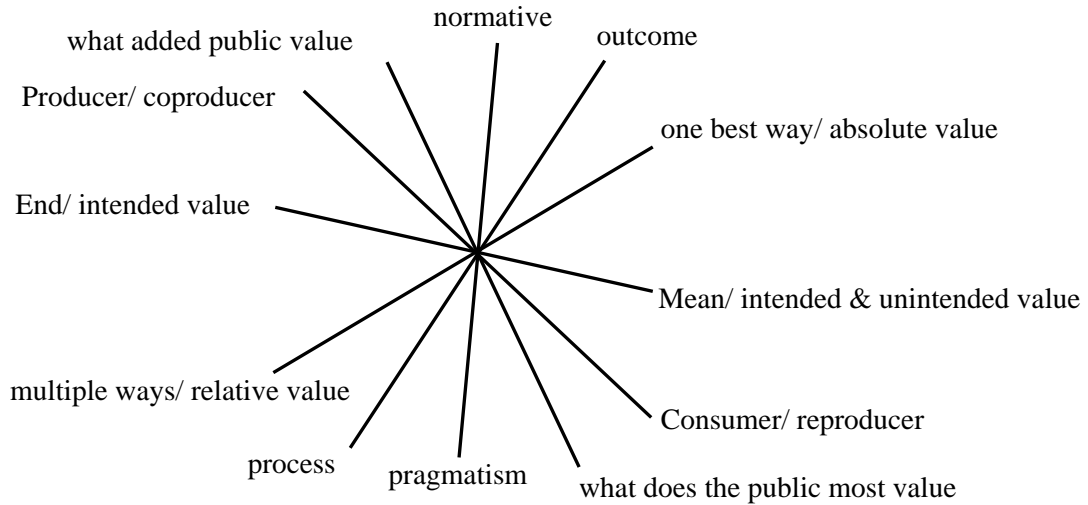 normative
outcome
what added public value
Producer/ coproducer
one best way/ absolute value
End/ intended value
Mean/ intended & unintended value
multiple ways/ relative value
Consumer/ reproducer
process
pragmatism
what does the public most value